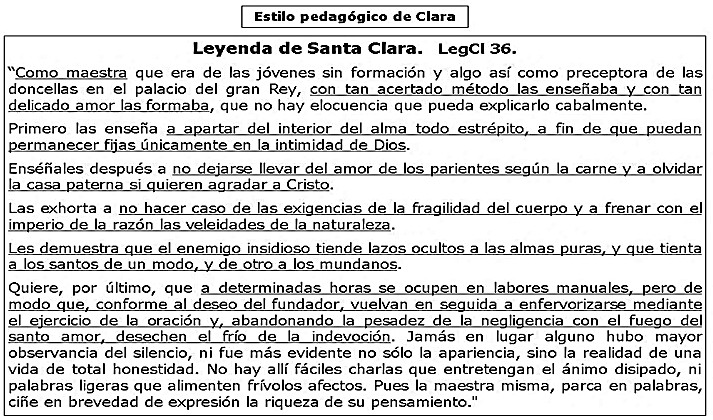 Estilo pedagógico de Clara
Leyenda de Santa Clara. LegCl 36.
“Como maestra que era de las jóvenes sin formación y algo así como preceptora de las
doncellas en el palacio del gran Rey, con tan acertado método las enseñaba y con tan
delicado amor las formaba, que no hay elocuencia que pueda explicarlo cabalmente.
Primero las enseña a apartar del interior del alma todo estrépito, a fin de que puedan
permanecer fijas únicamente en la intimidad de Dios.
Enséñales después a no dejarse llevar del amor de los parientes según la carne y a olvidar
la casa paterna si quieren agradar a Cristo.
Las exhorta a no hacer caso de las exigencias de la fragilidad del cuerpo y a frenar con el
imperio de la razón las veleidades de la naturaleza.
Les demuestra que el enemigo insidioso tiende lazos ocultos a las almas puras, y que tienta
a los santos de un modo, y de otro a los mundanos.
Quiere, por último, que a determinadas horas se ocupen en labores manuales, pero de
modo que, conforme al deseo del fundador, vuelvan en seguida a enfervorizarse mediante
el ejercicio de la oración y, abandonando la pesadez de la negligencia con el fuego del
santo amor, desechen el frío de la indevoción. Jamás en lugar alguno hubo mayor
observancia del silencio, ni fue más evidente no sólo la apariencia, sino la realidad de una
vida de total honestidad. No hay allí fáciles charlas que entretengan el ánimo disipado, ni
palabras ligeras que alimenten frívolos afectos. Pues la maestra misma, parca en palabras,
ciñe en brevedad de expresión la riqueza de su pensamiento."